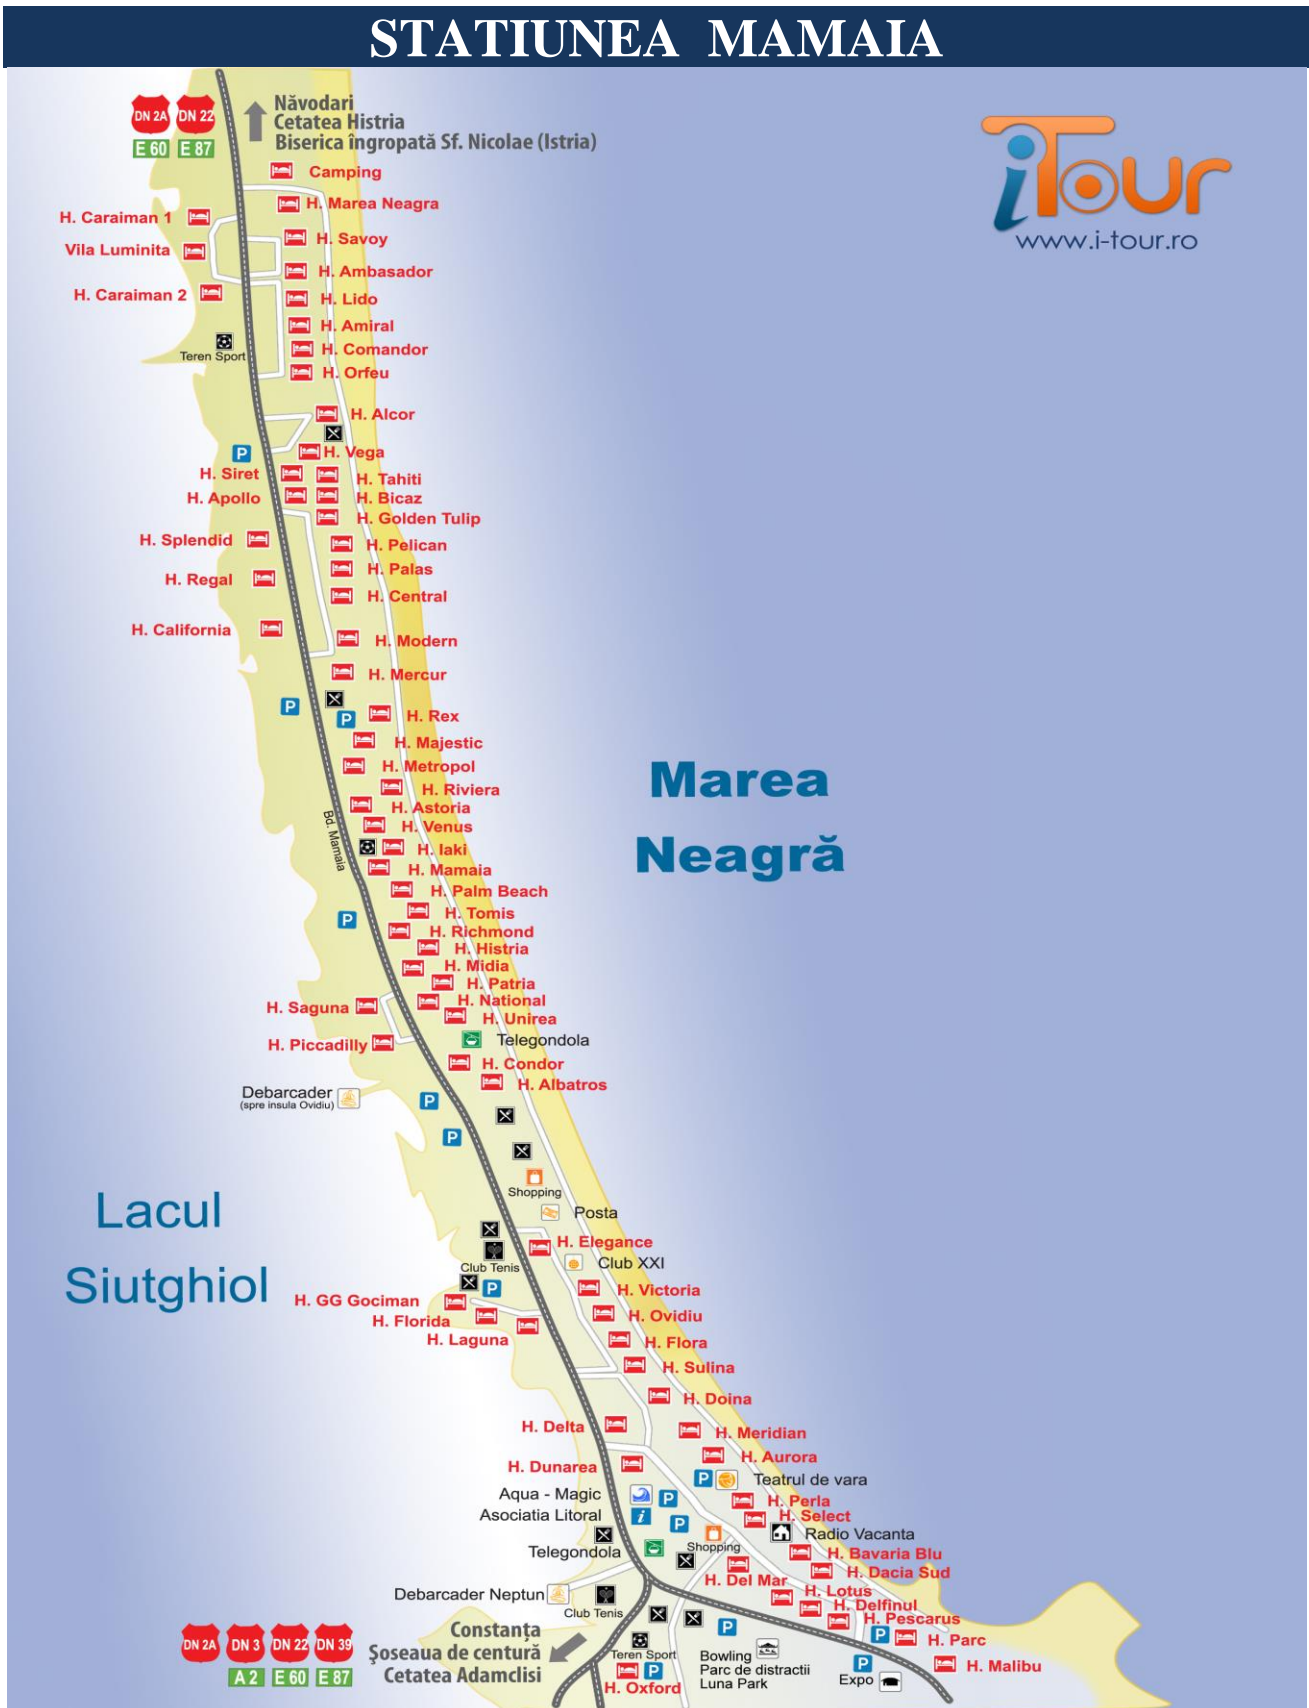 STATIUNEA MAMAIA
DN 2A
DN 22
E 60
E 87
Năvodari
Cetatea Histria
Biserica îngropată Sf. Nicolae (Istria)
iTour
www.i-tour.ro
Camping
H. Marea Neagra
H. Caraiman 1
H. Savoy
Vila Luminita
H. Ambasador
H. Caraiman 2
H. Lido
H. Amiral
Teren Sport
H. Comandor
H. Orfeu
H. Alcor
P
H. Vega
H. Siret
H. Tahiti
H. Apollo
H. Bicaz
H. Golden Tulip
H. Splendid
H. Pelican
H. Palas
H. Regal
H. Central
H. California
H. Modern
H. Mercur
P
P
H. Rex
H. Majestic
H. Metropol
Marea
Neagră
H. Riviera
H. Astoria
Bd. Mamaia
H. Venus
H. Iaki
H. Mamaia
H. Palm Beach
P
H. Tomis
H. Richmond
H. Histria
H. Midia
H. Patria
H. Saguna
H. National
H. Unirea
Telegondola
H. Piccadilly
H. Condor
H. Albatros
Debarcader
(spre insula Ovidiu)
P
P
Shopping
Posta
Lacul
Siutghiol
H. Elegance
Club XXI
Club Tenis
P
H. Victoria
H. GG Gociman
H. Ovidiu
H. Florida
H. Laguna
H. Flora
H. Sulina
H. Doina
H. Delta
H. Meridian
H. Aurora
H. Dunarea
P
Teatrul de vara
Aqua - Magic
P
H. Perla
Asociatia Litoral
i
P
H. Select
Radio Vacanta
Shopping
Telegondola
H. Bavaria Blu
H. Dacia Sud
H. Del Mar
H. Lotus
Debarcader Neptun
H. Delfinul
Club Tenis
H. Pescarus
P
P
H. Parc
DN 2A
DN 3
DN 22
DN 39
A 2
E 60
E 87
Constanța
Șoseaua de centură
Cetatea Adamclisi
Teren Sport
P
H. Oxford
Bowling
Parc de distractii
Luna Park
P
Expo
H. Malibu